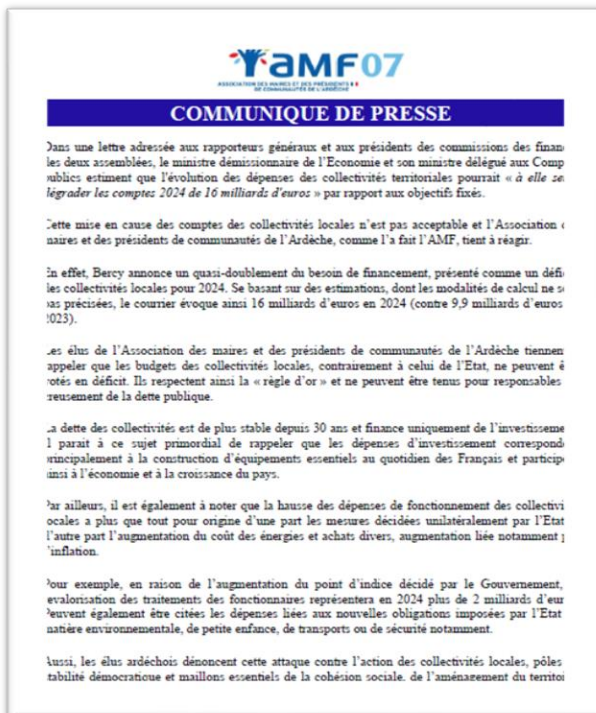 AMF07
ASSOCIATION DES MAIRES ET DES PRÉSIDENTS
DE COMMUNAUTÉS DE L'ARDÈCHE
COMMUNIQUE DE PRESSE
Dans une lettre adressée aux rapporteurs généraux et aux présidents des commissions des finan
les deux assemblées, le ministre démissionnaire de l'Economie et son ministre délégué aux Comp
publics estiment que l'évolution des dépenses des collectivités territoriales pourrait « à elle se
dégrader les comptes 2024 de 16 milliards d'euros » par rapport aux objectifs fixés.
Cette mise en cause des comptes des collectivités locales n'est pas acceptable et l'Association
maires et des présidents de communautés de l'Ardèche, comme l'a fait l'AMF, tient à réagir.
En effet, Bercy annonce un quasi-doublement du besoin de financement, présenté comme un défi
les collectivités locales pour 2024. Se basant sur des estimations, dont les modalités de calcul ne s
pas précisées, le courrier évoque ainsi 16 milliards d'euros en 2024 (contre 9,9 milliards d'euros
2023).
Les élus de l'Association des maires et des présidents de communautés de l'Ardèche tiennen
rappeler que les budgets des collectivités locales, contrairement à celui de l'Etat, ne peuvent ê
votés en déficit. Ils respectent ainsi la « règle d'or » et ne peuvent être tenus pour responsables
creusement de la dette publique.
La dette des collectivités est de plus stable depuis 30 ans et finance uniquement de l'investisseme
Il parait à ce sujet primordial de rappeler que les dépenses d'investissement correspond
principalement à la construction d'équipements essentiels au quotidien des Français et particip
ainsi à l'économie et à la croissance du pays.
Par ailleurs, il est également à noter que la hausse des dépenses de fonctionnement des collectivi
locales a plus que tout pour origine d'une part les mesures décidées unilatéralement par l'Etat
l'autre part l'augmentation du coût des énergies et achats divers, augmentation liée notamment
l'inflation.
Pour exemple, en raison de l'augmentation du point d'indice décidé par le Gouvernement,
revalorisation des traitements des fonctionnaires représentera en 2024 plus de 2 milliards d'eur
Peuvent également être citées les dépenses liées aux nouvelles obligations imposées par l'Etat
matière environnementale, de petite enfance, de transports ou de sécurité notamment.
Aussi, les élus ardéchois dénoncent cette attaque contre l'action des collectivités locales, pôles
stabilité démocratique et maillons essentiels de la cohésion sociale, de l'aménagement du territoi